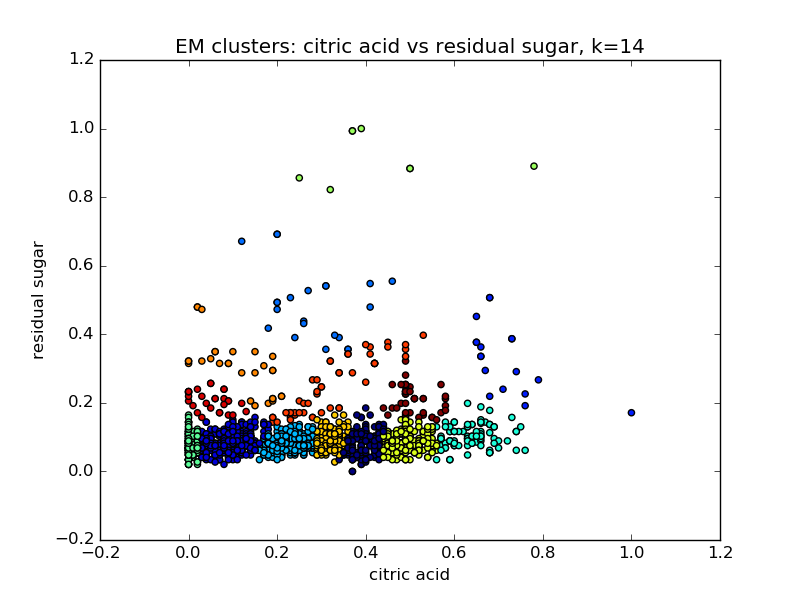 EM clusters: citric acid vs residual sugar, k=14
1.2
1.0
0.8
0.6
0.4
0.2
0.0
−0.2
residual sugar
−0.2 0.0 0.2 0.4 0.6 0.8 1.0 1.2
citric acid